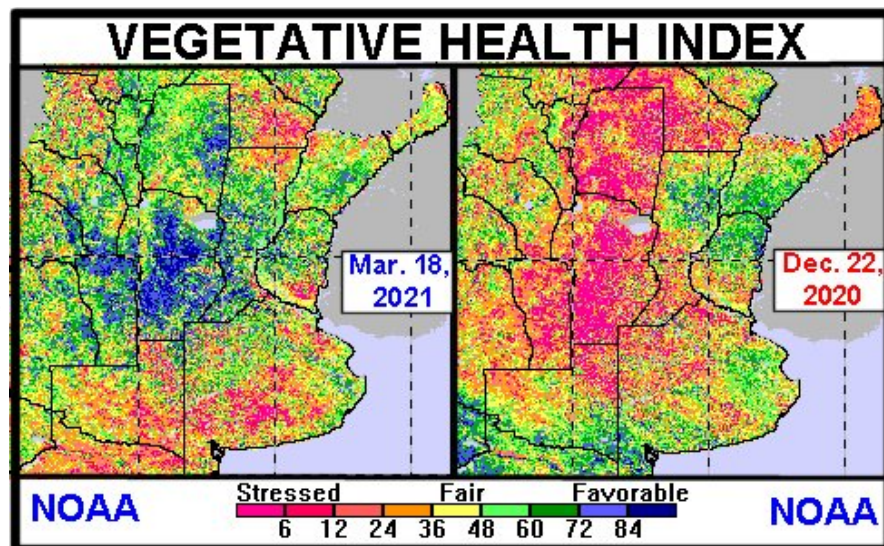 VEGETATIVE HEALTH INDEX
Mar. 18,
2021
Dec. 22,
2020
NOAA
Stressed Fair Favorable
6 12 24 36 48 60 72 84
NOAA